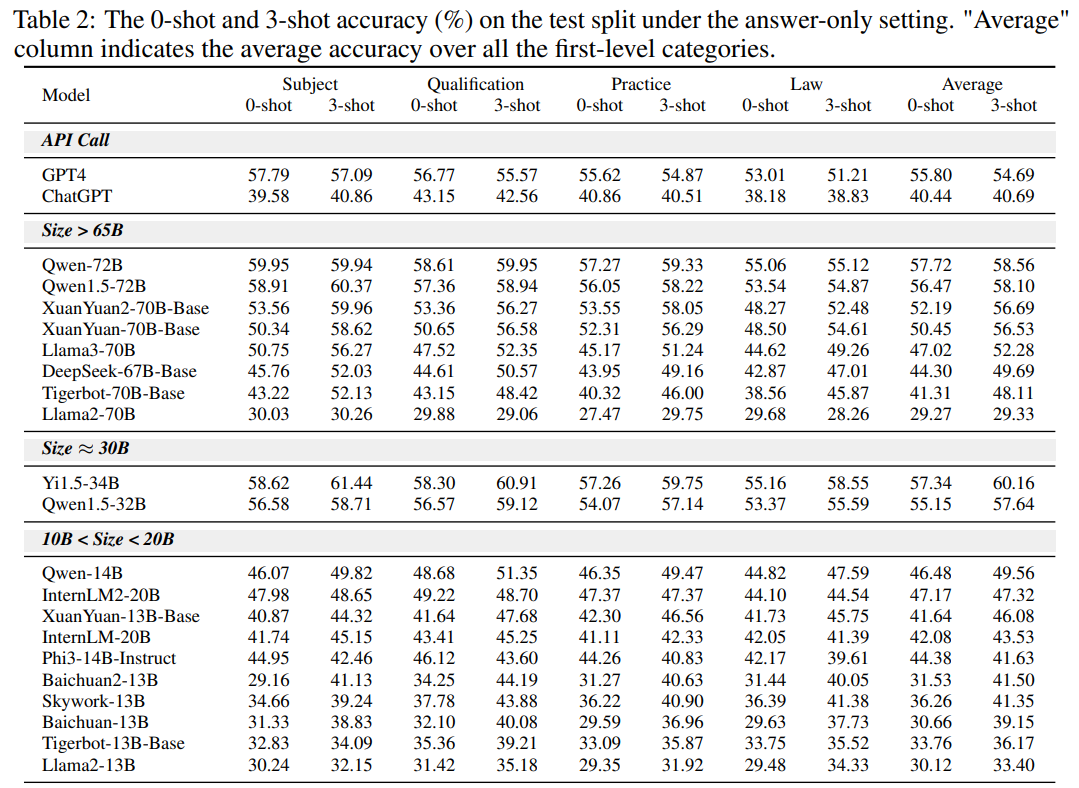 Table 2: The 0-shot and 3-shot accuracy (%) on the test split under the answer-only setting. "Average"
column indicates the average accuracy over all the first-level categories.
Model Subject Qualification Practice Law Average
0-shot 3-shot 0-shot 3-shot 0-shot 3-shot 0-shot 3-shot 0-shot 3-shot
API Call
GPT4 57.79 57.09 56.77 55.57 55.62 54.87 53.01 51.21 55.80 54.69
ChatGPT 39.58 40.86 43.15 42.56 40.86 40.51 38.18 38.83 40.44 40.69
Size > 65B
Qwen-72B 59.95 59.94 58.61 59.95 57.27 59.33 55.06 55.12 57.72 58.56
Qwen1.5-72B 58.91 60.37 57.36 58.94 56.05 58.22 53.54 54.87 56.47 58.10
XuanYuan2-70B-Base 53.56 59.96 53.36 56.27 53.55 58.05 48.27 52.48 52.19 56.69
XuanYuan-70B-Base 50.34 58.62 50.65 56.58 52.31 56.29 48.50 54.61 50.45 56.53
Llama3-70B 50.75 56.27 47.52 52.35 45.17 51.24 44.62 49.26 47.02 52.28
DeepSeek-67B-Base 45.76 52.03 44.61 50.57 43.95 49.16 42.87 47.01 44.30 49.69
Tigerbot-70B-Base 43.22 52.13 43.15 48.42 40.32 46.00 38.56 45.87 41.31 48.11
Llama2-70B 30.03 30.26 29.88 29.06 27.47 29.75 29.68 28.26 29.27 29.33
Size ≈ 30B
Yi1.5-34B 58.62 61.44 58.30 60.91 57.26 59.75 55.16 58.55 57.34 60.16
Qwen1.5-32B 56.58 58.71 56.57 59.12 54.07 57.14 53.37 55.59 55.15 57.64
10B < Size < 20B
Qwen-14B 46.07 49.82 48.68 51.35 46.35 49.47 44.82 47.59 46.48 49.56
InternLM2-20B 47.98 48.65 49.22 48.70 47.37 47.37 44.10 44.54 47.17 47.32
XuanYuan-13B-Base 40.87 44.32 41.64 47.68 42.30 46.56 41.73 45.75 41.64 46.08
InternLM-20B 41.74 45.15 43.41 45.25 41.11 42.33 42.05 41.39 42.08 43.53
Phi3-14B-Instruct 44.95 42.46 46.12 43.60 44.26 40.83 42.17 39.61 44.38 41.63
Baichuan2-13B 29.16 41.13 34.25 44.19 31.27 40.63 31.44 40.05 31.53 41.50
Skywork-13B 34.66 39.24 37.78 43.88 36.22 40.90 36.39 41.38 36.26 41.35
Baichuan-13B 31.33 38.83 32.10 40.08 29.59 36.96 29.63 37.73 30.66 39.15
Tigerbot-13B-Base 32.83 34.09 35.36 39.21 33.09 35.87 33.75 35.52 33.76 36.17
Llama2-13B 30.24 32.15 31.42 35.18 29.35 31.92 29.48 34.33 30.12 33.40